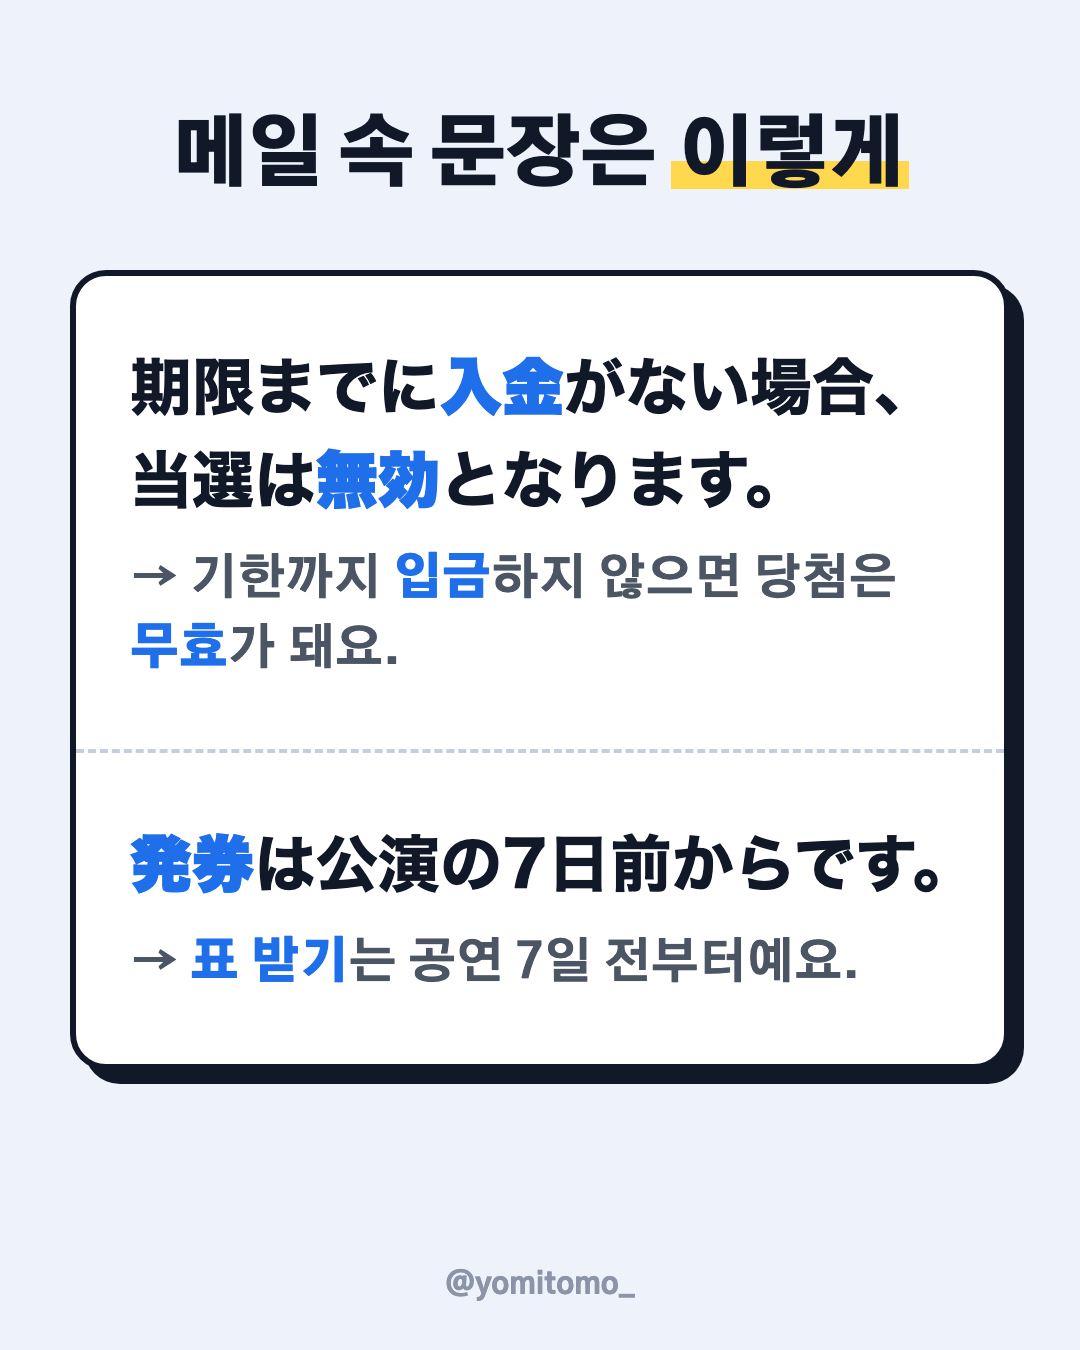 메일 속 문장은 이렇게
期限までに入金がない場合、
当選は無効となります。
→ 기한까지 입금하지 않으면 당첨은
무효가 돼요.
発券は公演の7日前からです。
→ 표 받기는 공연 7일 전부터예요.
@yomitomo_